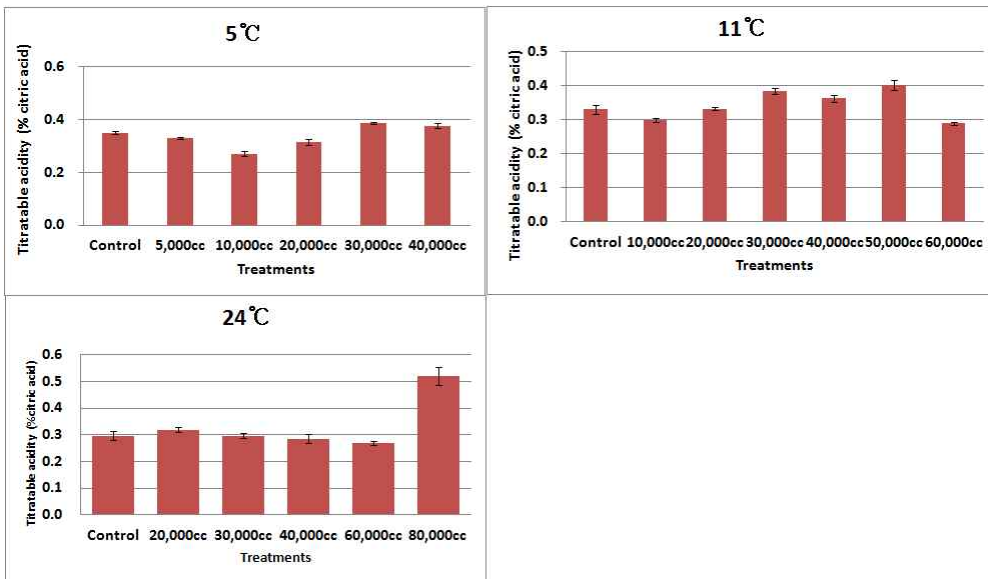 5℃
Titratable acidity (% citric acid)
0.6
0.4
0.2
0.0
Control 5,000cc 10,000cc 20,000cc 30,000cc 40,000cc
Treatments
11℃
Titratable acidity (% citric acid)
0.5
0.4
0.3
0.2
0.1
0.0
Control 10,000cc 20,000cc 30,000cc 40,000cc 50,000cc 60,000cc
Treatments
24℃
Titratable acidity (%citric acid)
0.6
0.5
0.4
0.3
0.2
0.1
0.0
Control 20,000cc 30,000cc 40,000cc 60,000cc 80,000cc
Treatments